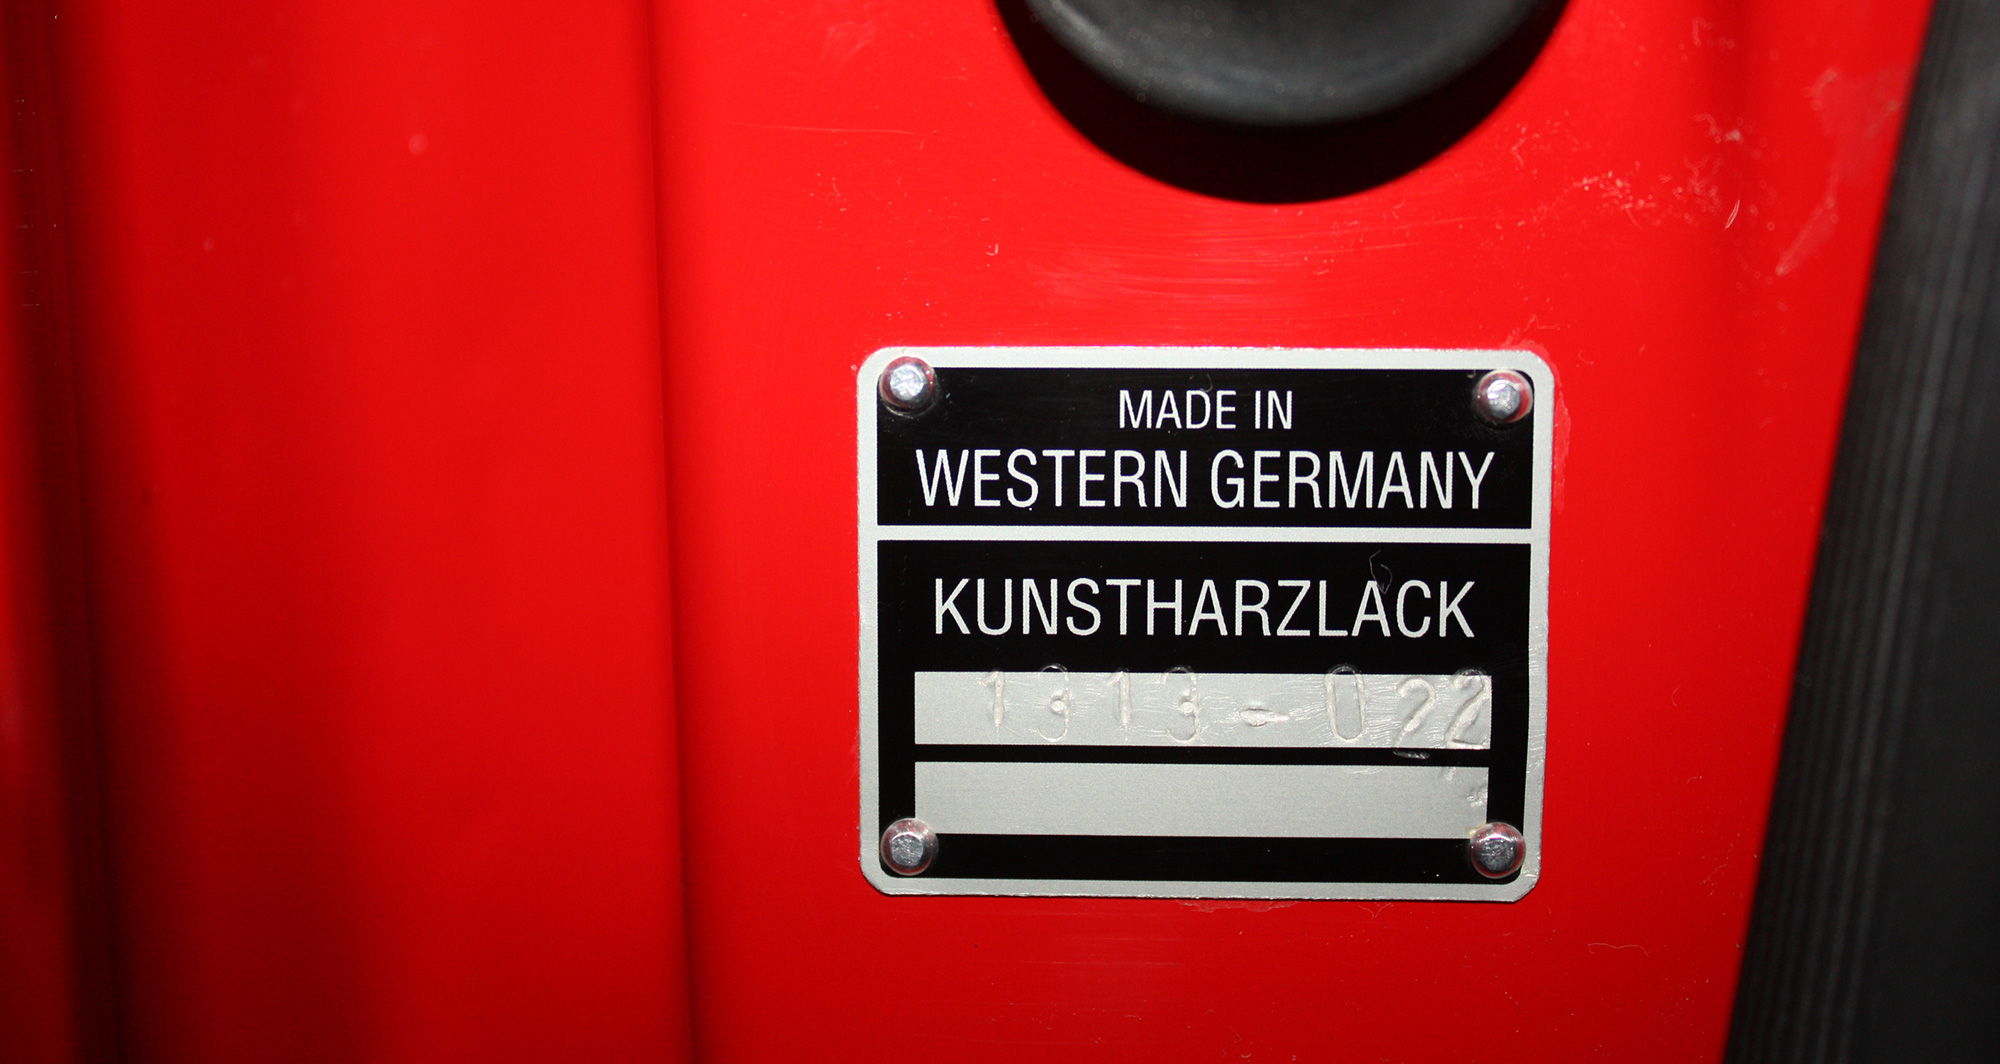 MADE IN
WESTERN GERMANY
KUNSTHARZLACK
1313-022